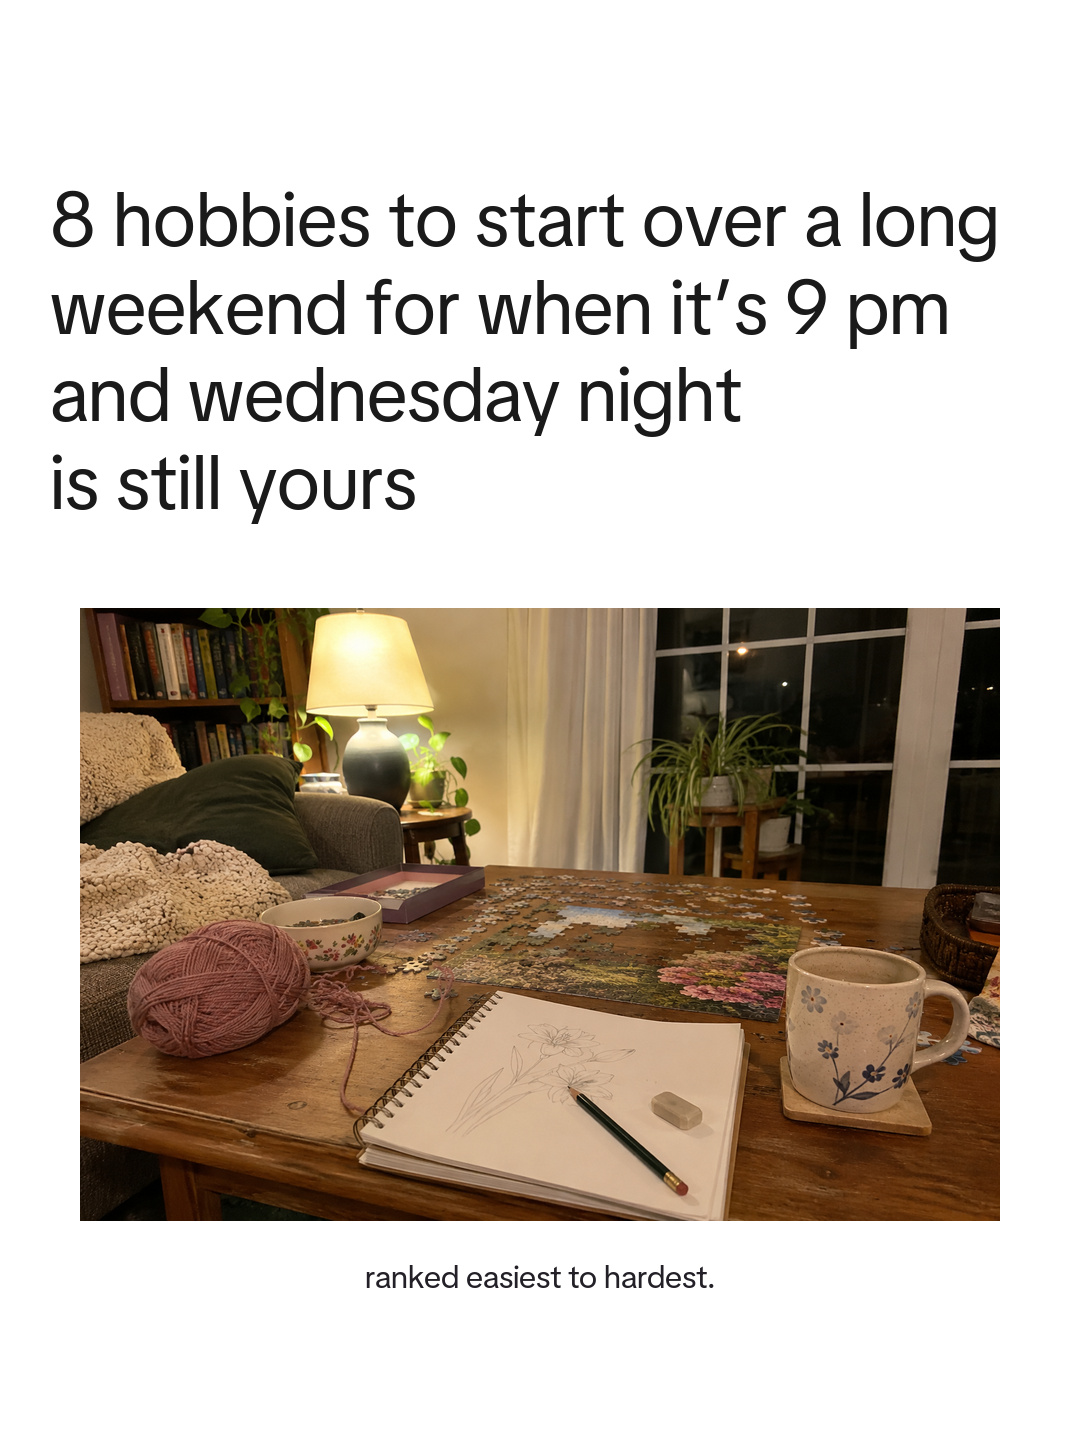 8 hobbies to start over a long
weekend for when it’s 9 pm
and wednesday night
is still yours
ranked easiest to hardest.